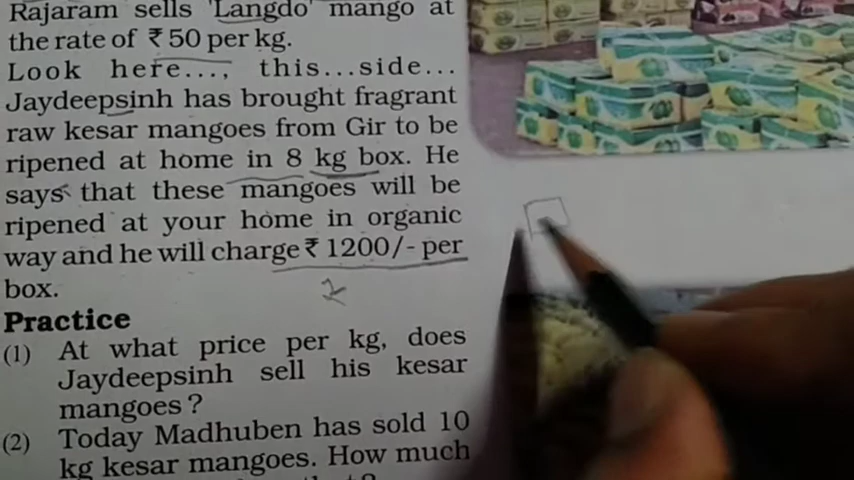 Rajaram sells 'Langdo' mango at
the rate of ₹ 50 per kg.
Look here..., this...side...
Jaydeepsinh has brought fragrant
raw kesar mangoes from Gir to be
ripened at home in 8 kg box. He
says that these mangoes will be
ripened at your home in organic
way and he will charge ₹ 1200/- per
box.
Practice
(1) At what price per kg, does
Jaydeepsinh sell his kesar
mangoes?
(2) Today Madhuben has sold 10
kg kesar mangoes. How much